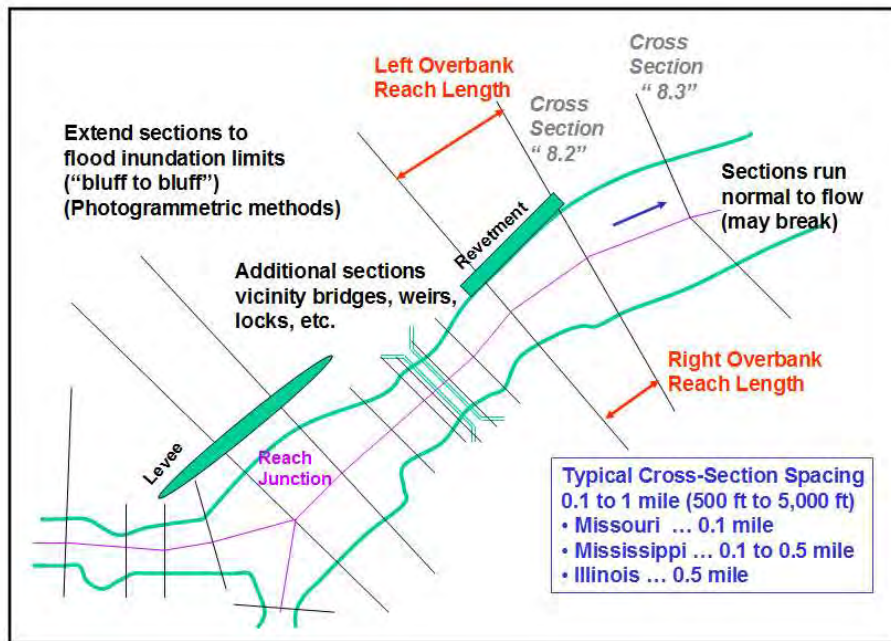 Cross
Section
“ 8.3”
Left Overbank
Reach Length
Cross
Section
“ 8.2”
Extend sections to
flood inundation limits
(“bluff to bluff”)
(Photogrammetric methods)
Sections run
normal to flow
(may break)
Revetment
Additional sections
vicinity bridges, weirs,
locks, etc.
Right Overbank
Reach Length
Levee
Reach
Junction
Typical Cross-Section Spacing
0.1 to 1 mile (500 ft to 5,000 ft)
• Missouri … 0.1 mile
• Mississippi … 0.1 to 0.5 mile
• Illinois … 0.5 mile